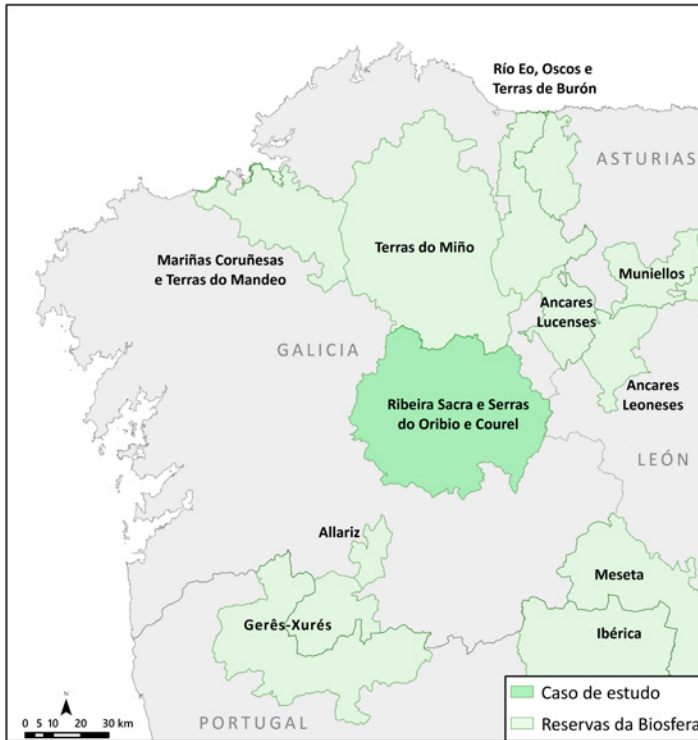 Río Eo, Oscos e
Terras de Burón
ASTURIAS
Mariñas Coruñesas
e Terras do Mandeo
Terras do Miño
Muniellos
Ancares
Lucenses
GALICIA
Ancares
Leoneses
Ribeira Sacra e Serras
do Oribio e Courel
LEÓN
Allariz
Meseta
Ibérica
Gerês-Xurés
N
0 5 10 20 30 km
PORTUGAL
Caso de estudo
Reservas da Biosfera